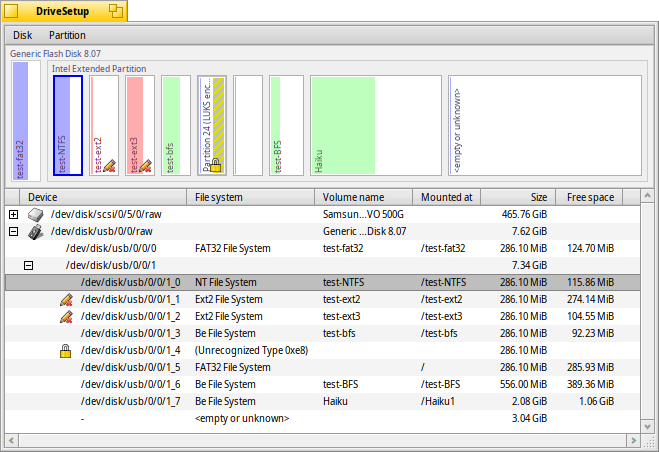 DriveSetup
Disk Partition
Generic Flash Disk 8.07
Intel Extended Partition
test-fat32
test-NTFS
test-ext2
test-ext3
test-bfs
Partition 24 (LUKS enc...
test-BFS
Haiku
<empty or unknown>
Device File system Volume name Mounted at Size Free space
/dev/disk/scsi/0/5/0/raw Samsun...VO 500G 465.76 GiB
/dev/disk/usb/0/0/raw Generic ...Disk 8.07 7.62 GiB
/dev/disk/usb/0/0/0 FAT32 File System test-fat32 /test-fat32 286.10 MiB 124.70 MiB
/dev/disk/usb/0/0/1 7.34 GiB
/dev/disk/usb/0/0/1_0 NT File System test-NTFS /test-NTFS 286.10 MiB 115.86 MiB
/dev/disk/usb/0/0/1_1 Ext2 File System test-ext2 /test-ext2 286.10 MiB 274.14 MiB
/dev/disk/usb/0/0/1_2 Ext2 File System test-ext3 /test-ext3 286.10 MiB 104.55 MiB
/dev/disk/usb/0/0/1_3 Be File System test-bfs /test-bfs 286.10 MiB 92.23 MiB
/dev/disk/usb/0/0/1_4 (Unrecognized Type 0xe8) 286.10 MiB
/dev/disk/usb/0/0/1_5 FAT32 File System / 286.10 MiB 285.93 MiB
/dev/disk/usb/0/0/1_6 Be File System test-BFS /test-BFS 556.00 MiB 389.36 MiB
/dev/disk/usb/0/0/1_7 Be File System Haiku /Haiku1 2.08 GiB 1.06 GiB
- <empty or unknown> 3.04 GiB